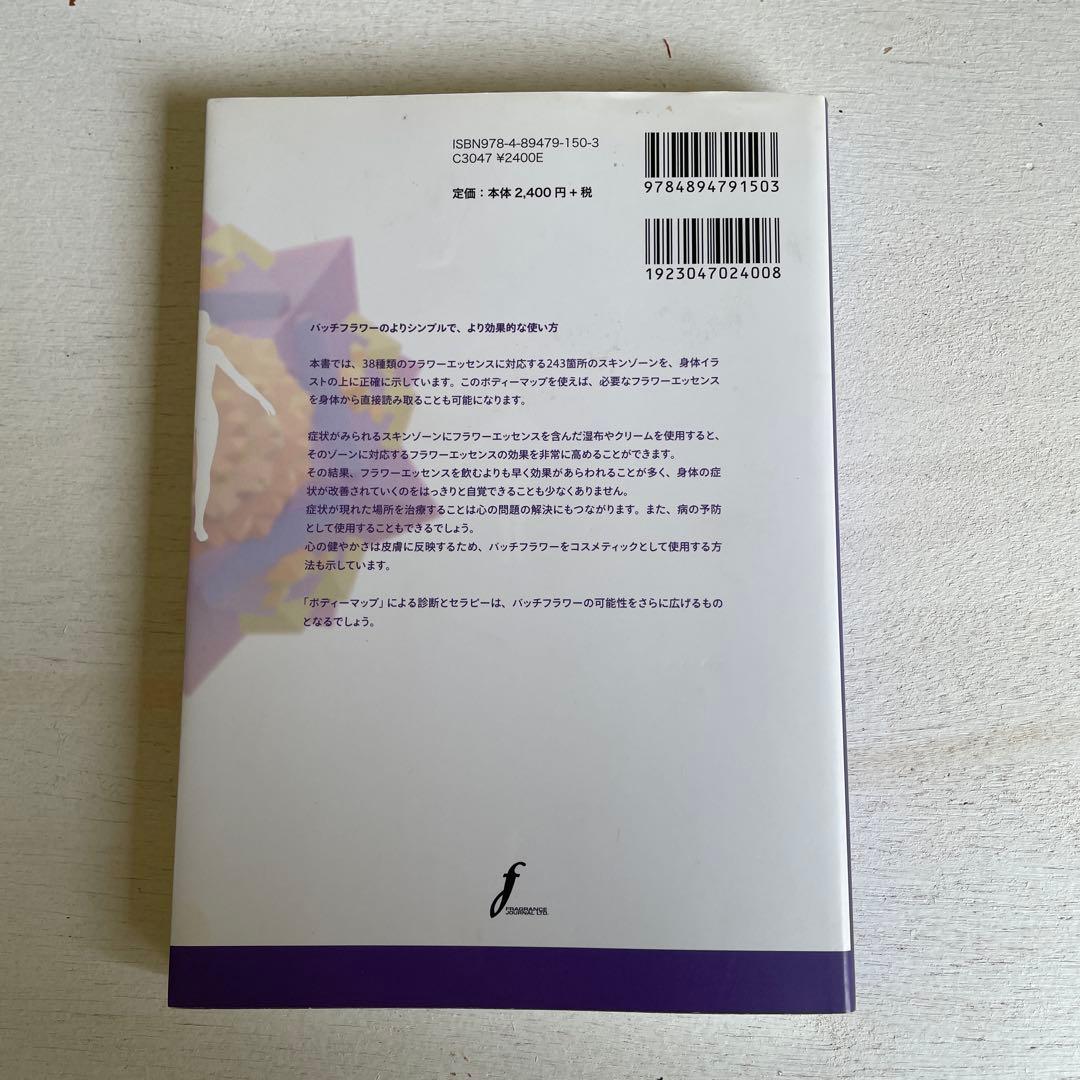 ISBN978-4-89479-150-3
C3047 ¥2400E
定価：本体 2,400 円 + 税
9784894791503
1923047024008
バッチフラワーのよりシンプルで、より効果的な使い方
本書では、38種類のフラワーエッセンスに対応する243箇所のスキンゾーンを、身体イラ
ストの上に正確に示しています。このボディーマップを使えば、必要なフラワーエッセンス
を身体から直接読み取ることも可能になります。
症状がみられるスキンゾーンにフラワーエッセンスを含んだ湿布やクリームを使用すると、
そのゾーンに対応するフラワーエッセンスの効果を非常に高めることができます。
その結果、フラワーエッセンスを飲むよりも早く効果があらわれることが多く、身体の症
状が改善されていくのをはっきりと自覚できることも少なくありません。
症状が現れた場所を治療することは心の問題の解決にもつながります。また、病の予防
として使用することもできるでしょう。
心の健やかさは皮膚に反映するため、バッチフラワーをコスメティックとして使用する方
法も示しています。
「ボディーマップ」による診断とセラピーは、バッチフラワーの可能性をさらに広げるもの
となるでしょう。
f
FRAGRANCE
JOURNAL LTD.